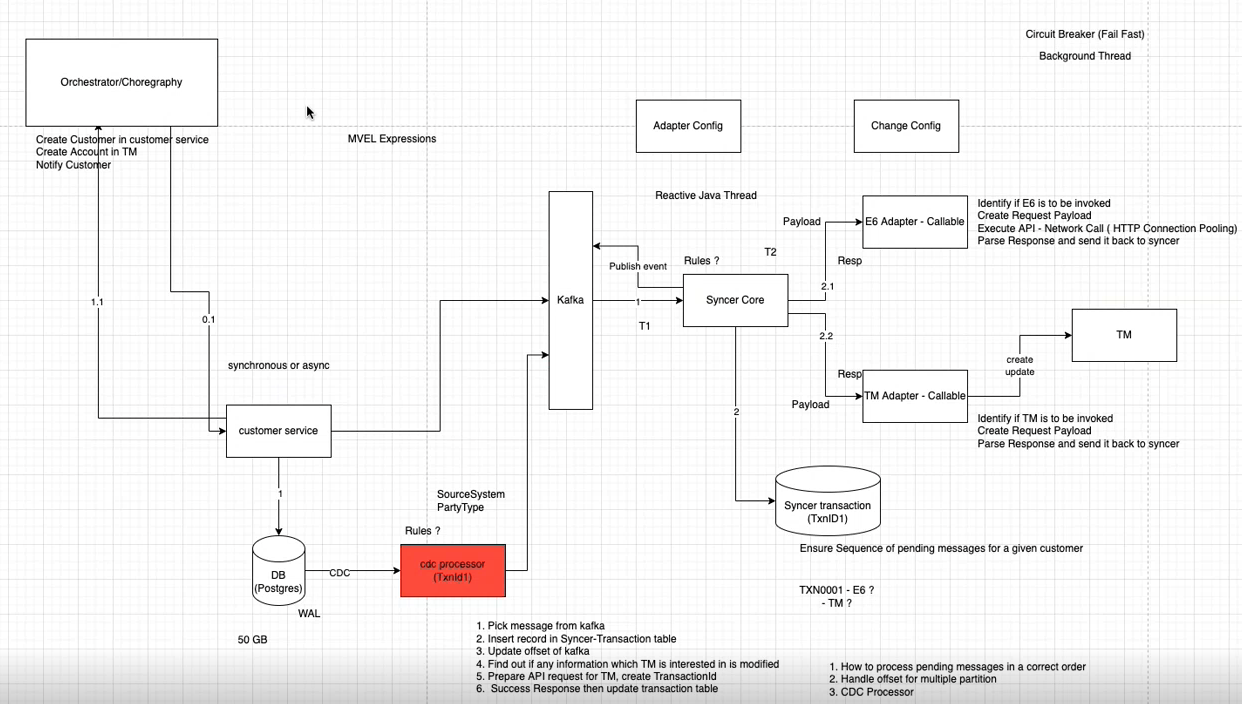 Circuit Breaker (Fail Fast)
Background Thread
Orchestrator/Choregraphy
Create Customer in customer service
Create Account in TM
Notify Customer
MVEL Expressions
Adapter Config
Change Config
Reactive Java Thread
Payload
E6 Adapter - Callable
Identify if E6 is to be invoked
Create Request Payload
Execute API - Network Call ( HTTP Connection Pooling)
Parse Response and send it back to syncer
T2
Rules ?
Resp
Publish event
2.1
1.1
0.1
Kafka
1
Syncer Core
T1
2.2
TM
create
update
synchronous or async
Resp
TM Adapter - Callable
Payload
2
Identify if TM is to be invoked
Create Request Payload
Parse Response and send it back to syncer
customer service
1
SourceSystem
PartyType
Rules ?
Syncer transaction
(TxnID1)
Ensure Sequence of pending messages for a given customer
DB
(Postgres)
CDC
cdc processor
(TxnId1)
WAL
50 GB
TXN0001 - E6 ?
- TM ?
1. Pick message from kafka
2. Insert record in Syncer-Transaction table
3. Update offset of kafka
4. Find out if any information which TM is interested in is modified
5. Prepare API request for TM, create TransactionId
6. Success Response then update transaction table
1. How to process pending messages in a correct order
2. Handle offset for multiple partition
3. CDC Processor